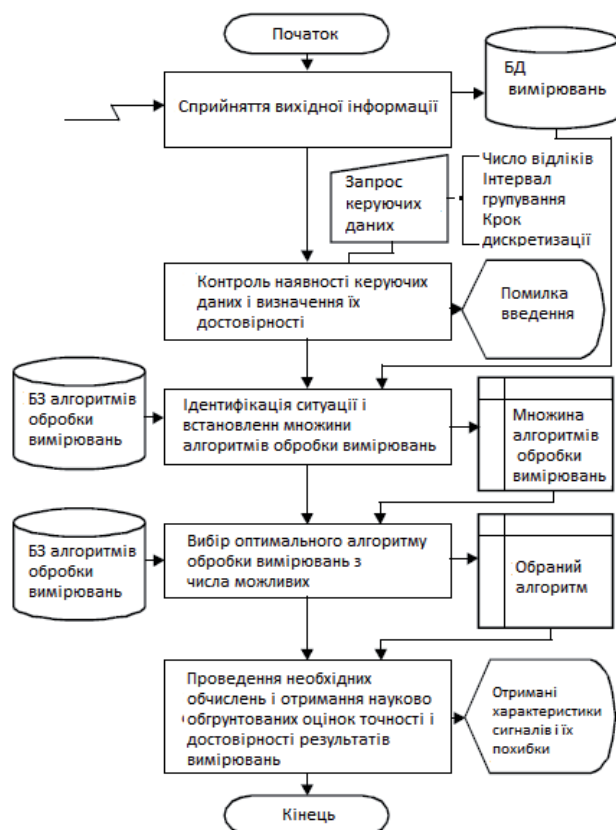 Початок
БД
вимірювань
Сприйняття вихідної інформації
Запрос
керуючих
даних
Число відліків
Інтервал
групування
Крок
дискретизації
Контроль наявності керуючих
даних і визначення їх
достовірності
Помилка
введення
БЗ алгоритмів
обробки
вимірювань
Ідентифікація ситуації і
встановленн множини
алгоритмів обробки вимірювань
Множина
алгоритмів
обробки
вимірювань
БЗ алгоритмів
обробки
вимірювань
Вибір оптимального алгоритму
обробки вимірювань з
числа можливих
Обраний
алгоритм
Проведення необхідних
обчислень і отримання науково
обгрунтованих оцінок точності і
достовірності результатів
вимірювань
Отримані
характеристики
сигналів і їх
похибки
Кінець